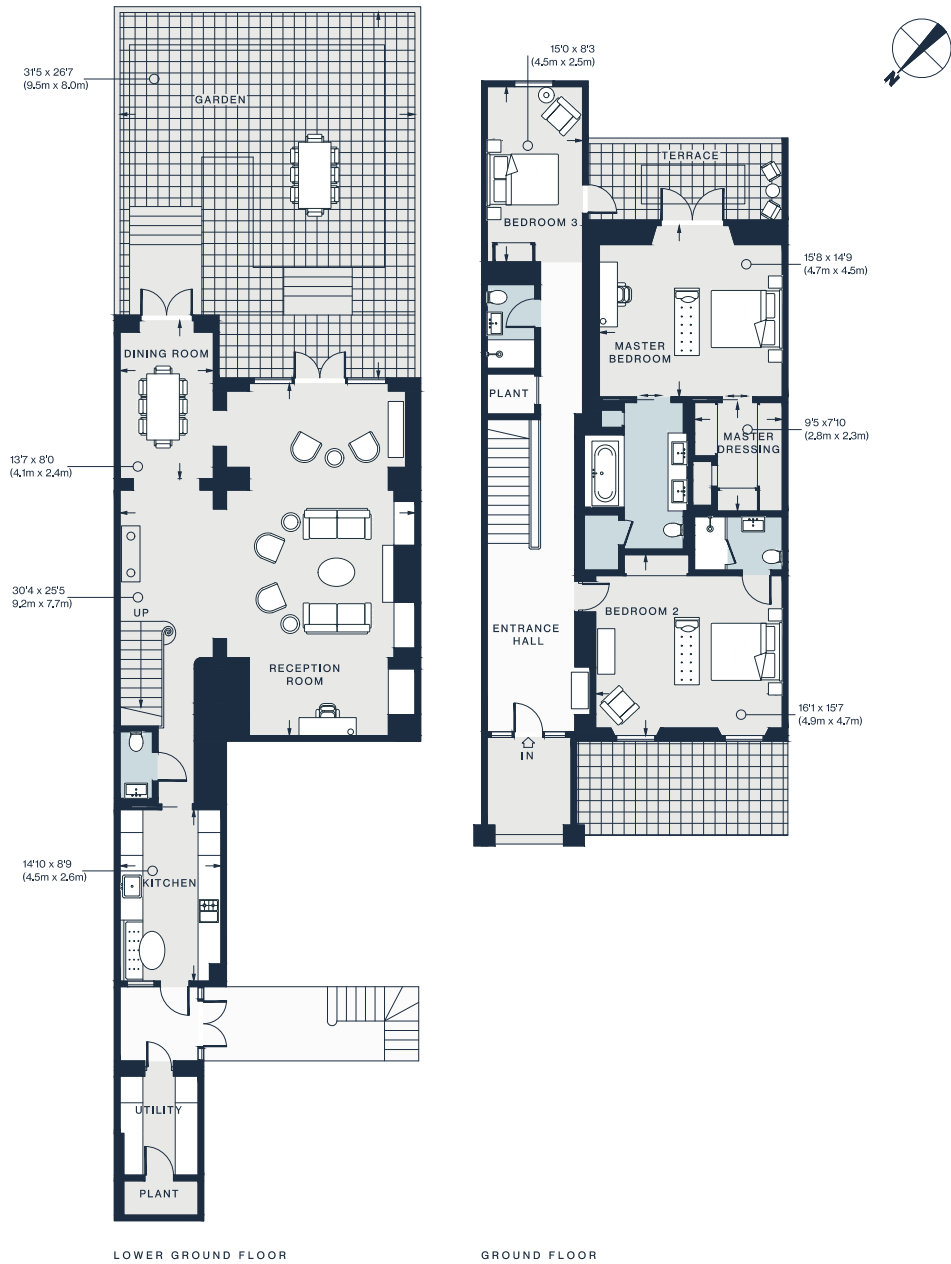 31'5 x 26'7
(9.5m x 8.0m)
GARDEN
DINING ROOM
13'7 x 8'0
(4.1m x 2.4m)
30'4 x 25'5
9.2m x 7.7m)
UP
RECEPTION
ROOM
14'10 x 8'9
(4.5m x 2.6m)
KITCHEN
UTILITY
PLANT
LOWER GROUND FLOOR
N
15'0 x 8'3
(4.5m x 2.5m)
TERRACE
BEDROOM 3
15'8 x 14'9
(4.7m x 4.5m)
MASTER
BEDROOM
PLANT
9'5 x7'10
(2.8m x 2.3m)
MASTER
DRESSING
BEDROOM 2
ENTRANCE
HALL
16'1 x 15'7
(4.9m x 4.7m)
IN
GROUND FLOOR